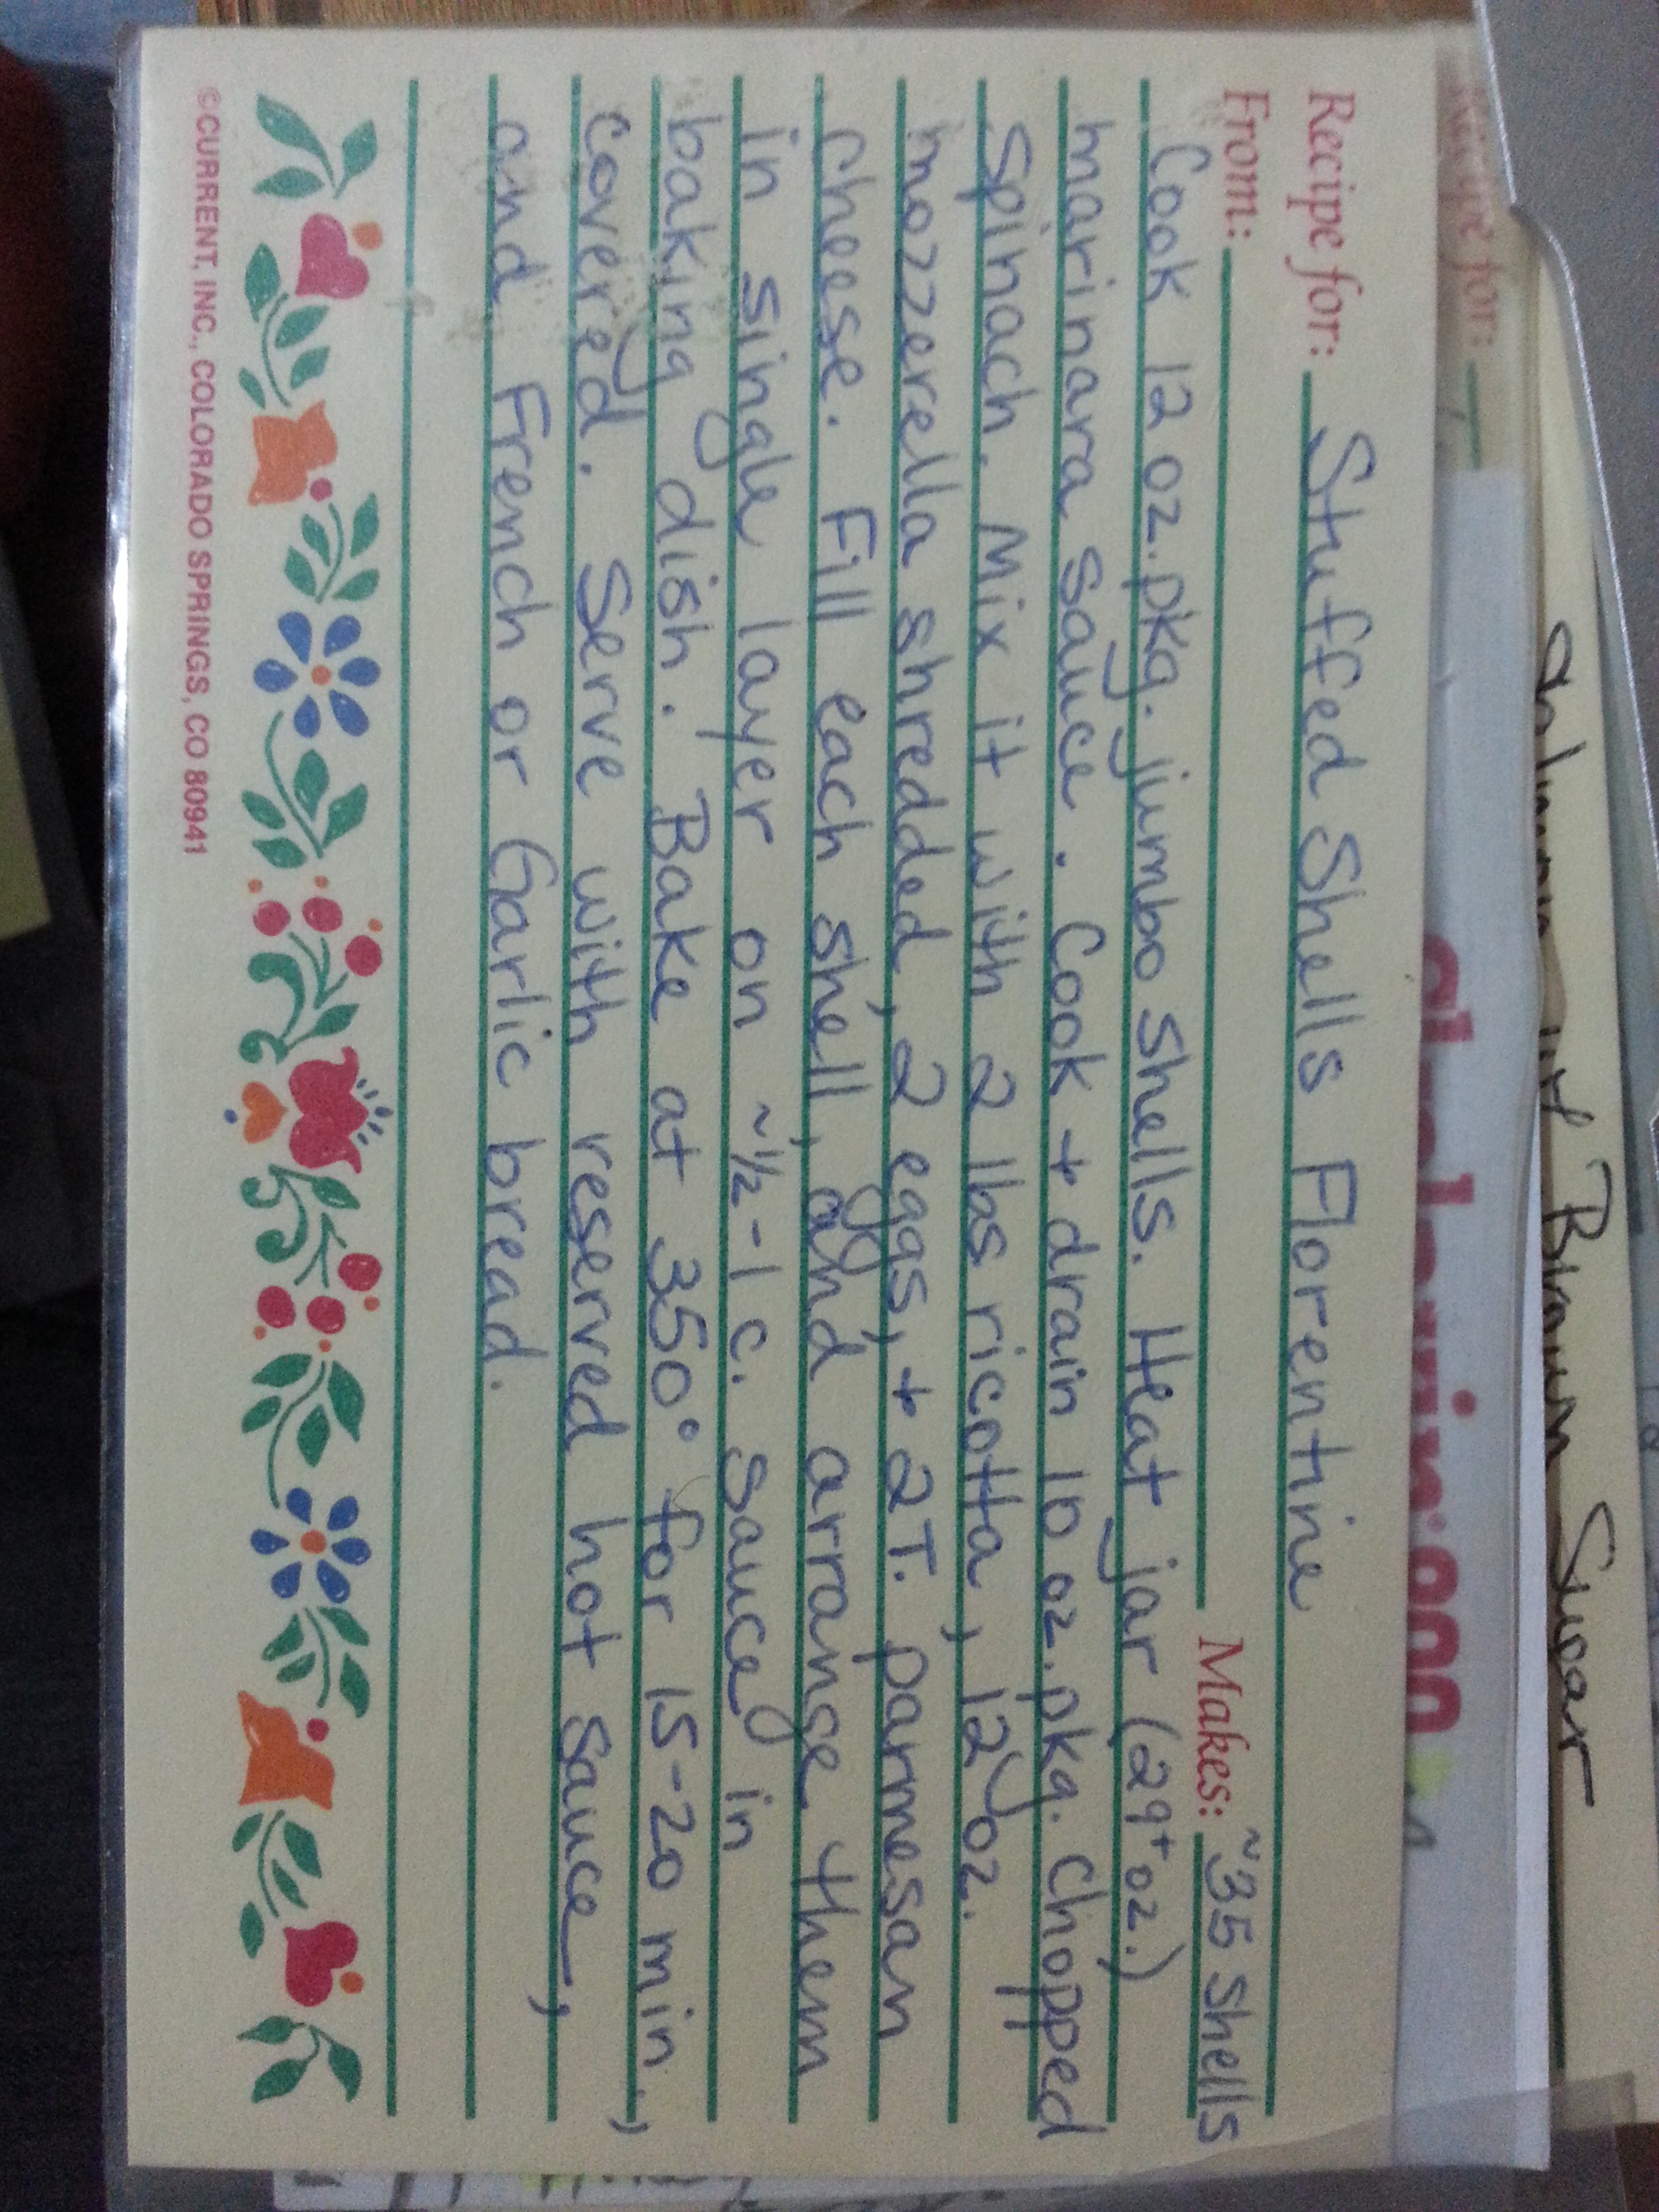 Recipe for: Stuffed Shells Florentine
From: Makes: ~35 shells
Cook 12 oz. pkg. jumbo shells. Heat jar (29+ oz.)
marinara sauce. Cook + drain 10 oz. pkg. chopped
spinach. Mix it with 2 lbs ricotta, 12 oz.
mozzerella shredded, 2 eggs, + 2T. parmesan
cheese. Fill each shell, and arrange them
in single layer on ~½-1 c. sauce in
baking dish. Bake at 350° for 15-20 min.,
covered. Serve with reserved hot sauce,
and French or Garlic bread.
©CURRENT, INC., COLORADO SPRINGS, CO 80941
Recipe for:
Brown Sugar